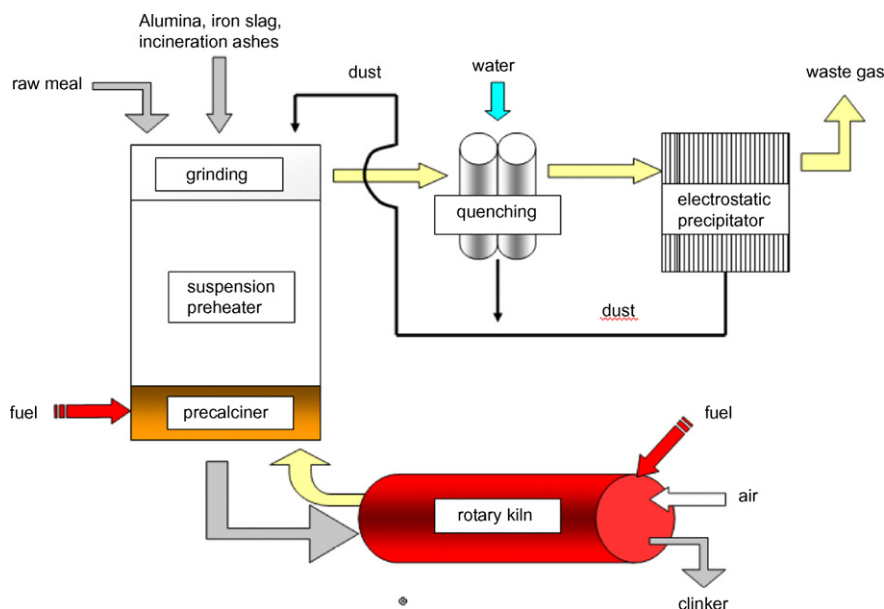 Alumina, iron slag,
incineration ashes
raw meal
dust
water
waste gas
grinding
quenching
electrostatic
precipitator
suspension
preheater
dust
fuel
precalciner
fuel
rotary kiln
air
clinker